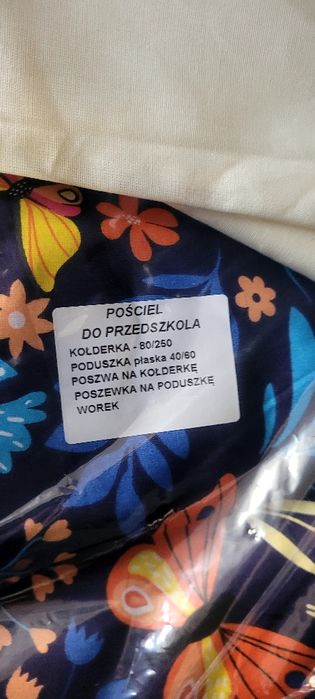 POŚCIEL
DO PRZEDSZKOLA
KOŁDERKA - 80/250
PODUSZKA płaska 40/60
POSZWA NA KOŁDERKĘ
POSZEWKA NA PODUSZKĘ
WOREK